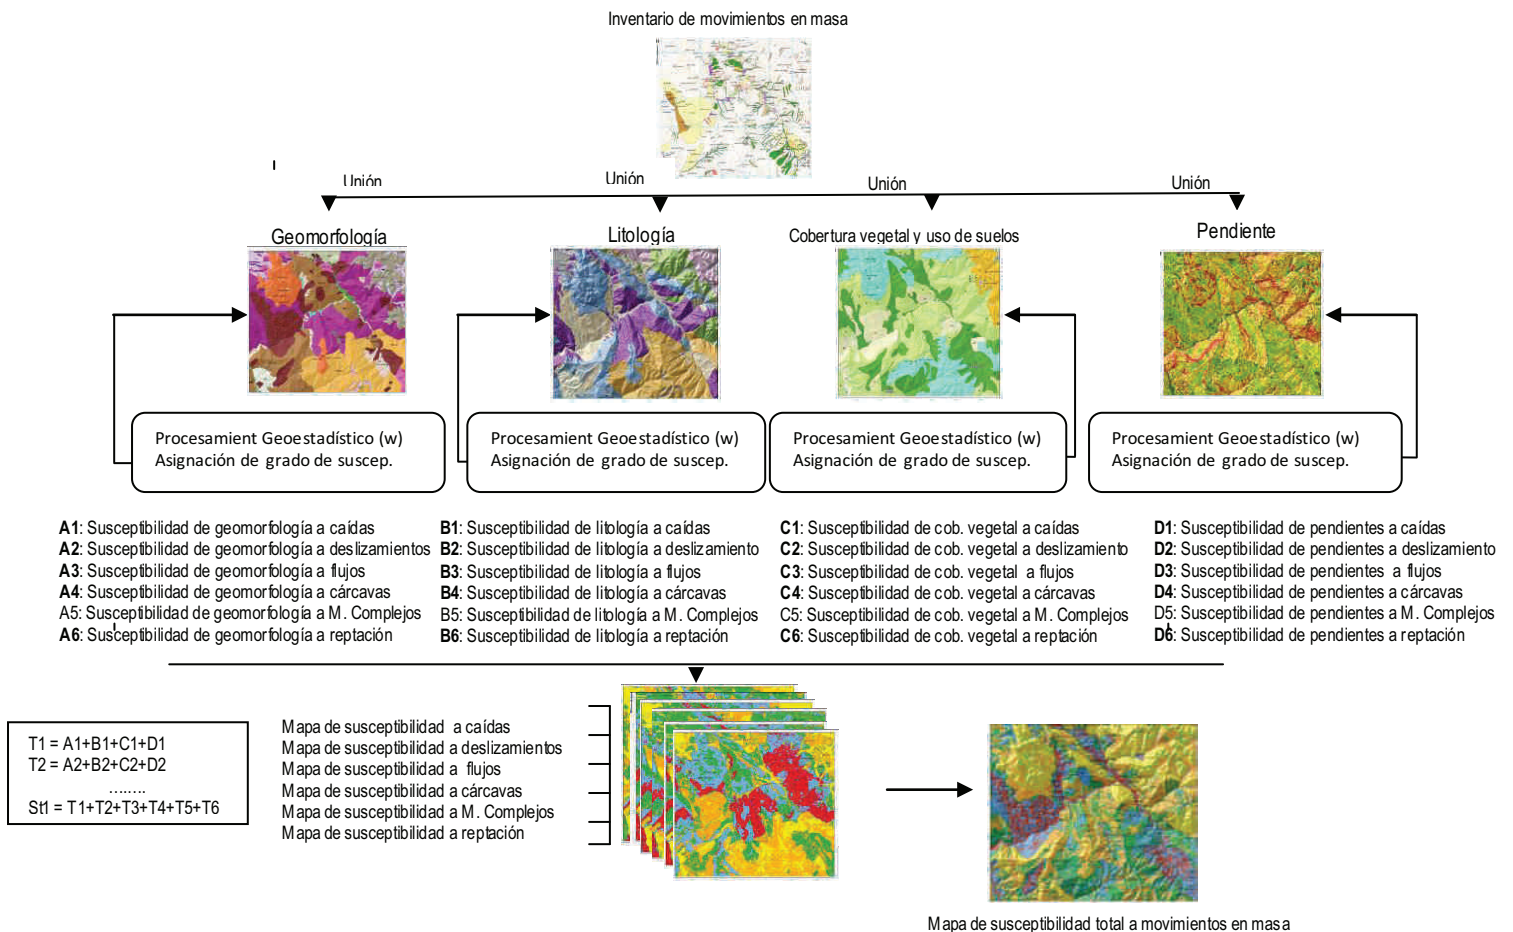 Inventario de movimientos en masa
Unión
Unión
Unión
Unión
Geomorfología
Litología
Cobertura vegetal y uso de suelos
Pendiente
Procesamient Geoestadístico (w)
Asignación de grado de suscep.
Procesamient Geoestadístico (w)
Asignación de grado de suscep.
Procesamient Geoestadístico (w)
Asignación de grado de suscep.
Procesamient Geoestadístico (w)
Asignación de grado de suscep.
A1: Susceptibilidad de geomorfología a caídas
A2: Susceptibilidad de geomorfología a deslizamientos
A3: Susceptibilidad de geomorfología a flujos
A4: Susceptibilidad de geomorfología a cárcavas
A5: Susceptibilidad de geomorfología a M. Complejos
A6: Susceptibilidad de geomorfología a reptación
B1: Susceptibilidad de litología a caídas
B2: Susceptibilidad de litología a deslizamiento
B3: Susceptibilidad de litología a flujos
B4: Susceptibilidad de litología a cárcavas
B5: Susceptibilidad de litología a M. Complejos
B6: Susceptibilidad de litología a reptación
C1: Susceptibilidad de cob. vegetal a caídas
C2: Susceptibilidad de cob. vegetal a deslizamiento
C3: Susceptibilidad de cob. vegetal a flujos
C4: Susceptibilidad de cob. vegetal a cárcavas
C5: Susceptibilidad de cob. vegetal a M. Complejos
C6: Susceptibilidad de cob. vegetal a reptación
D1: Susceptibilidad de pendientes a caídas
D2: Susceptibilidad de pendientes a deslizamiento
D3: Susceptibilidad de pendientes a flujos
D4: Susceptibilidad de pendientes a cárcavas
D5: Susceptibilidad de pendientes a M. Complejos
D6: Susceptibilidad de pendientes a reptación
T1 = A1+B1+C1+D1
T2 = A2+B2+C2+D2
........
St1 = T1+T2+T3+T4+T5+T6
Mapa de susceptibilidad a caídas
Mapa de susceptibilidad a deslizamientos
Mapa de susceptibilidad a flujos
Mapa de susceptibilidad a cárcavas
Mapa de susceptibilidad a M. Complejos
Mapa de susceptibilidad a reptación
Mapa de susceptibilidad total a movimientos en masa